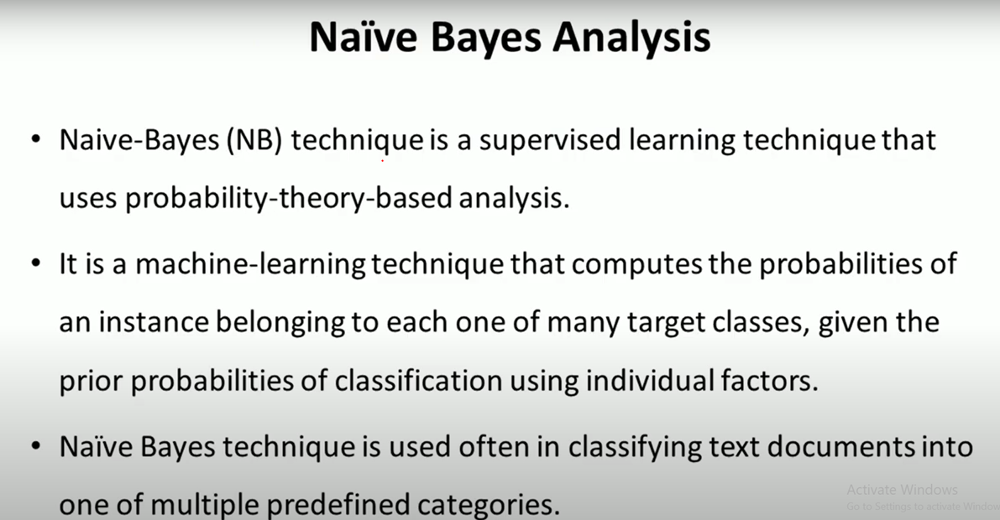 Naïve Bayes Analysis
• Naive-Bayes (NB) technique is a supervised learning technique that
uses probability-theory-based analysis.
• It is a machine-learning technique that computes the probabilities of
an instance belonging to each one of many target classes, given the
prior probabilities of classification using individual factors.
• Naïve Bayes technique is used often in classifying text documents into
one of multiple predefined categories.
Activate Windows
Go to Settings to activate Window